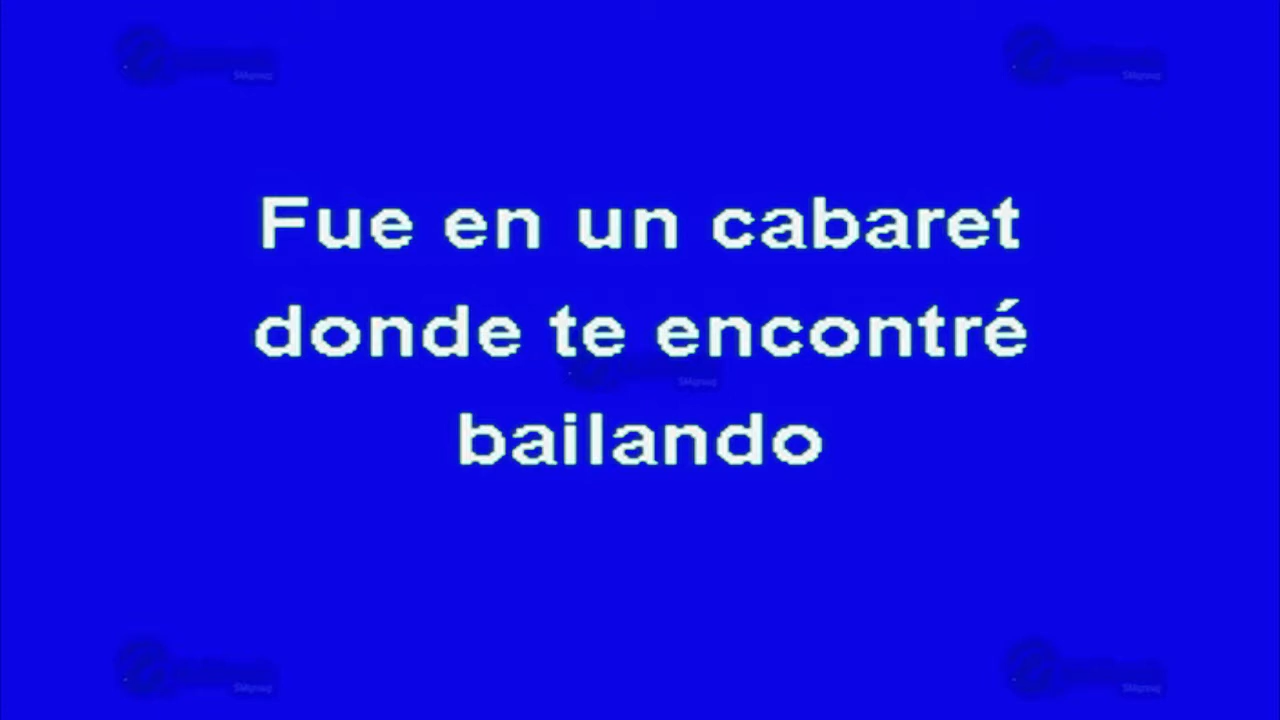 Fue en un cabaret
donde te encontré
bailando